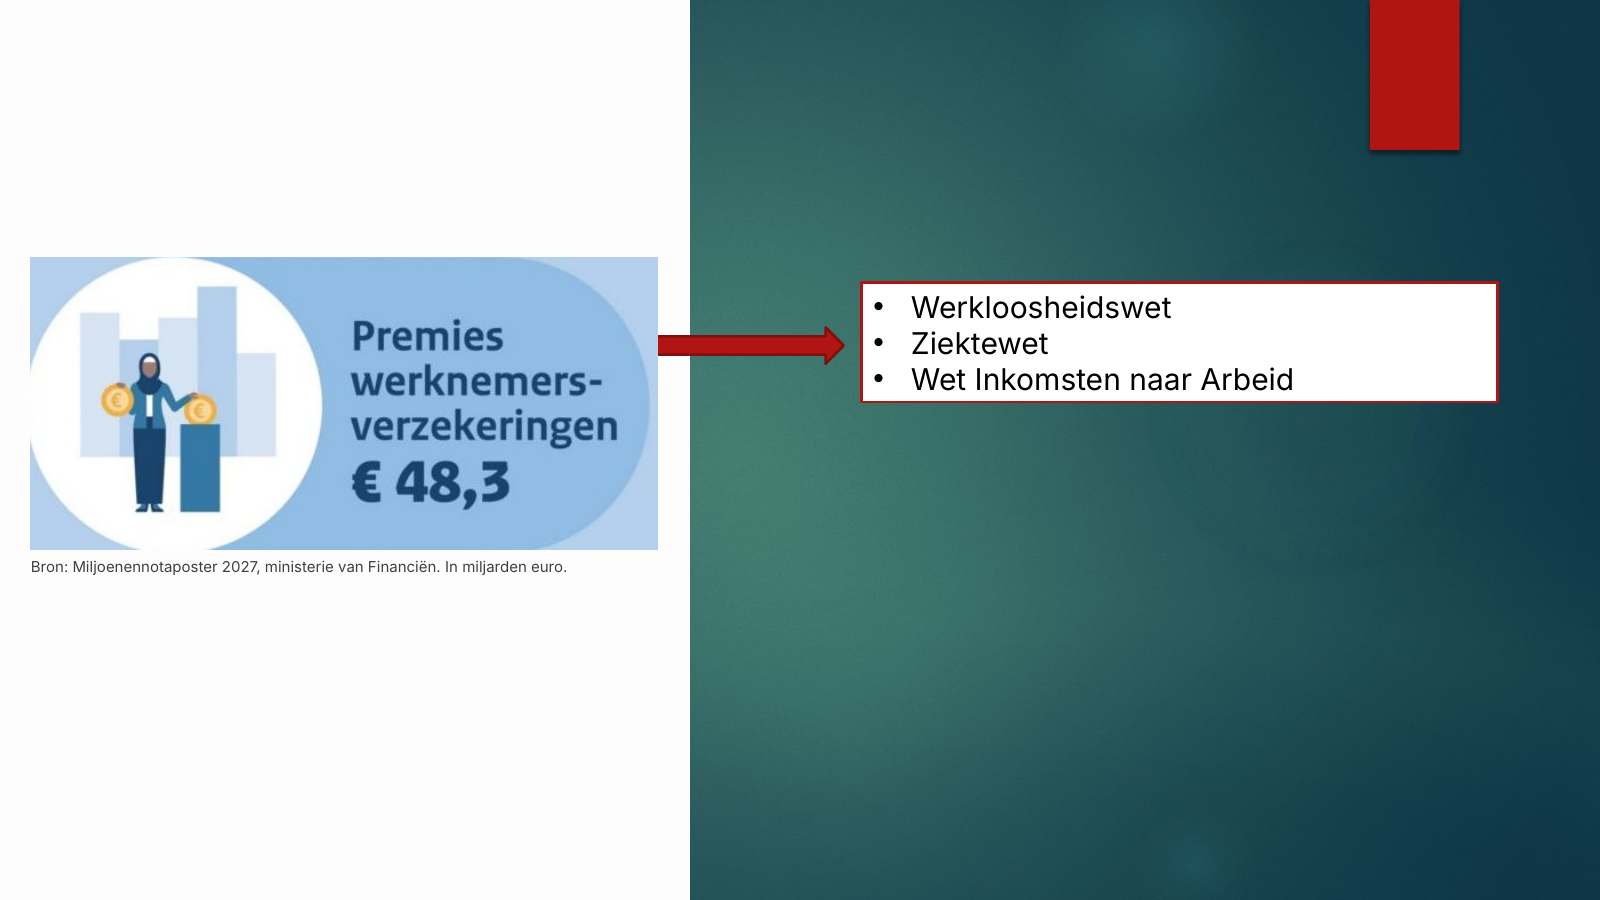 Premies
werknemers-
verzekeringen
€ 48,3
Bron: Miljoenennotaposter 2027, ministerie van Financiën. In miljarden euro.
• Werkloosheidswet
• Ziektewet
• Wet Inkomsten naar Arbeid